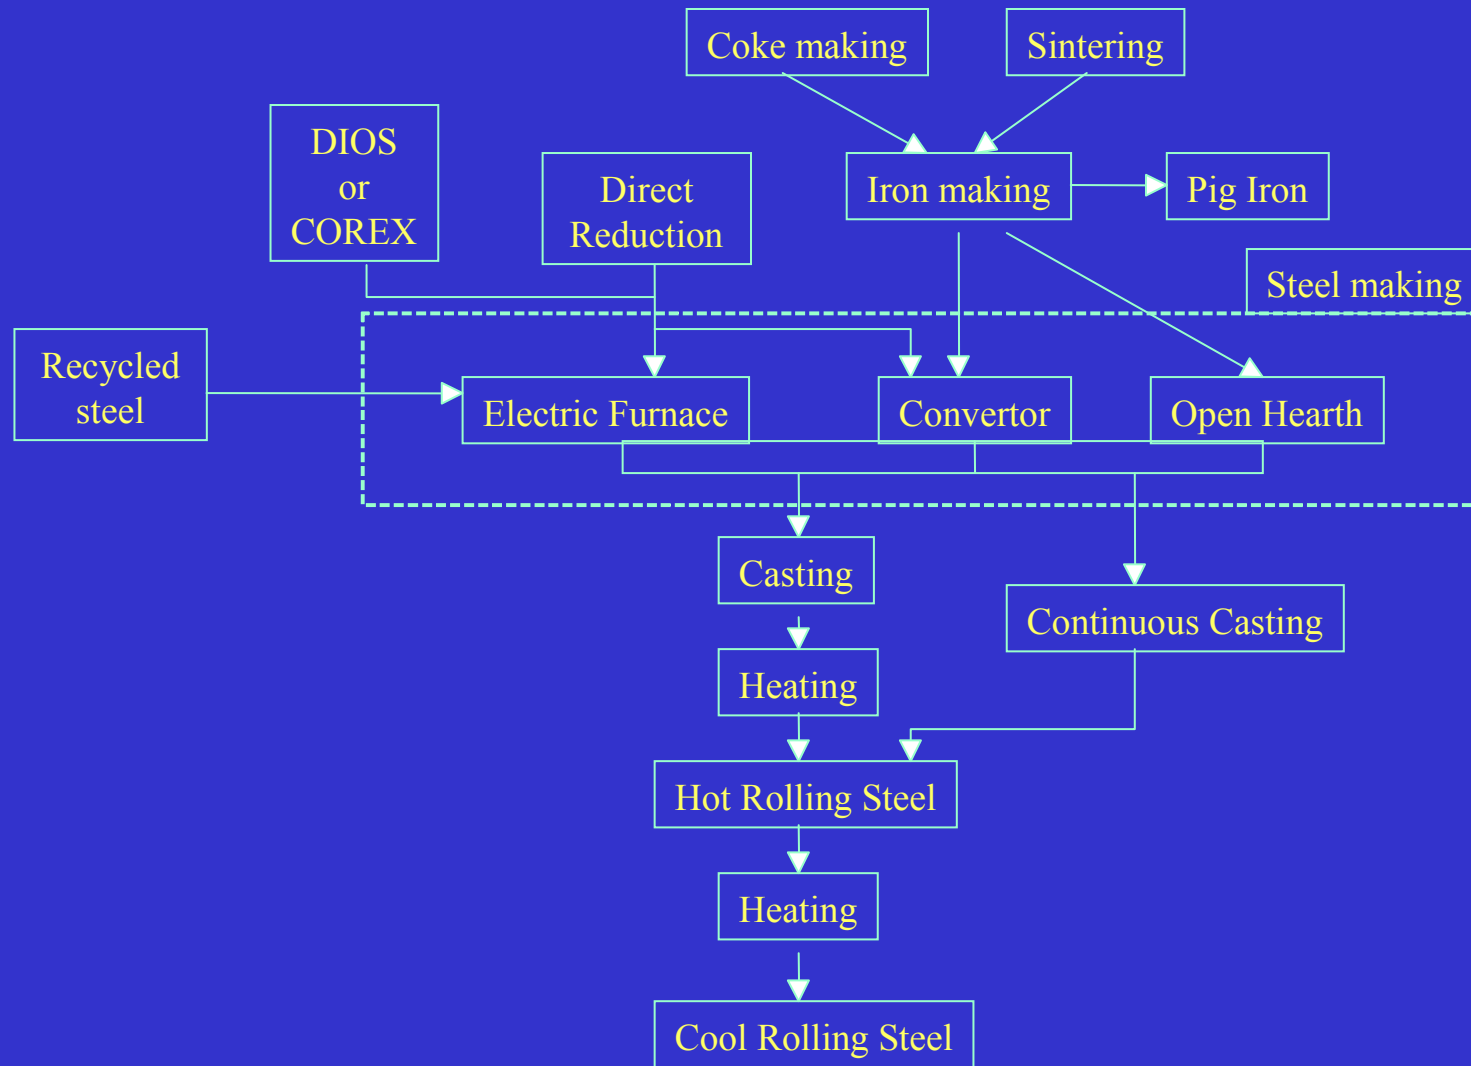 Coke making
Sintering
DIOS
or
COREX
Direct
Reduction
Iron making
Pig Iron
Steel making
Recycled
steel
Electric Furnace
Convertor
Open Hearth
Casting
Continuous Casting
Heating
Hot Rolling Steel
Heating
Cool Rolling Steel